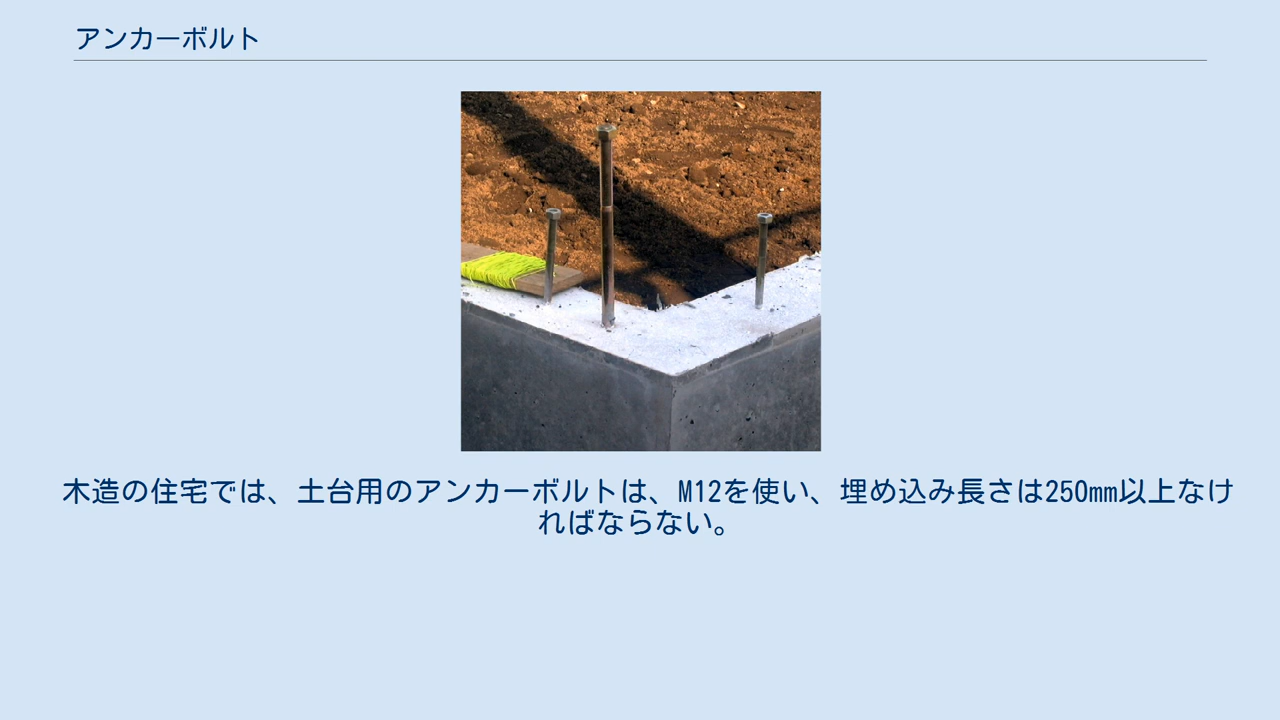 アンカーボルト
木造の住宅では、土台用のアンカーボルトは、M12を使い、埋め込み長さは250mm以上なけ
ればならない。